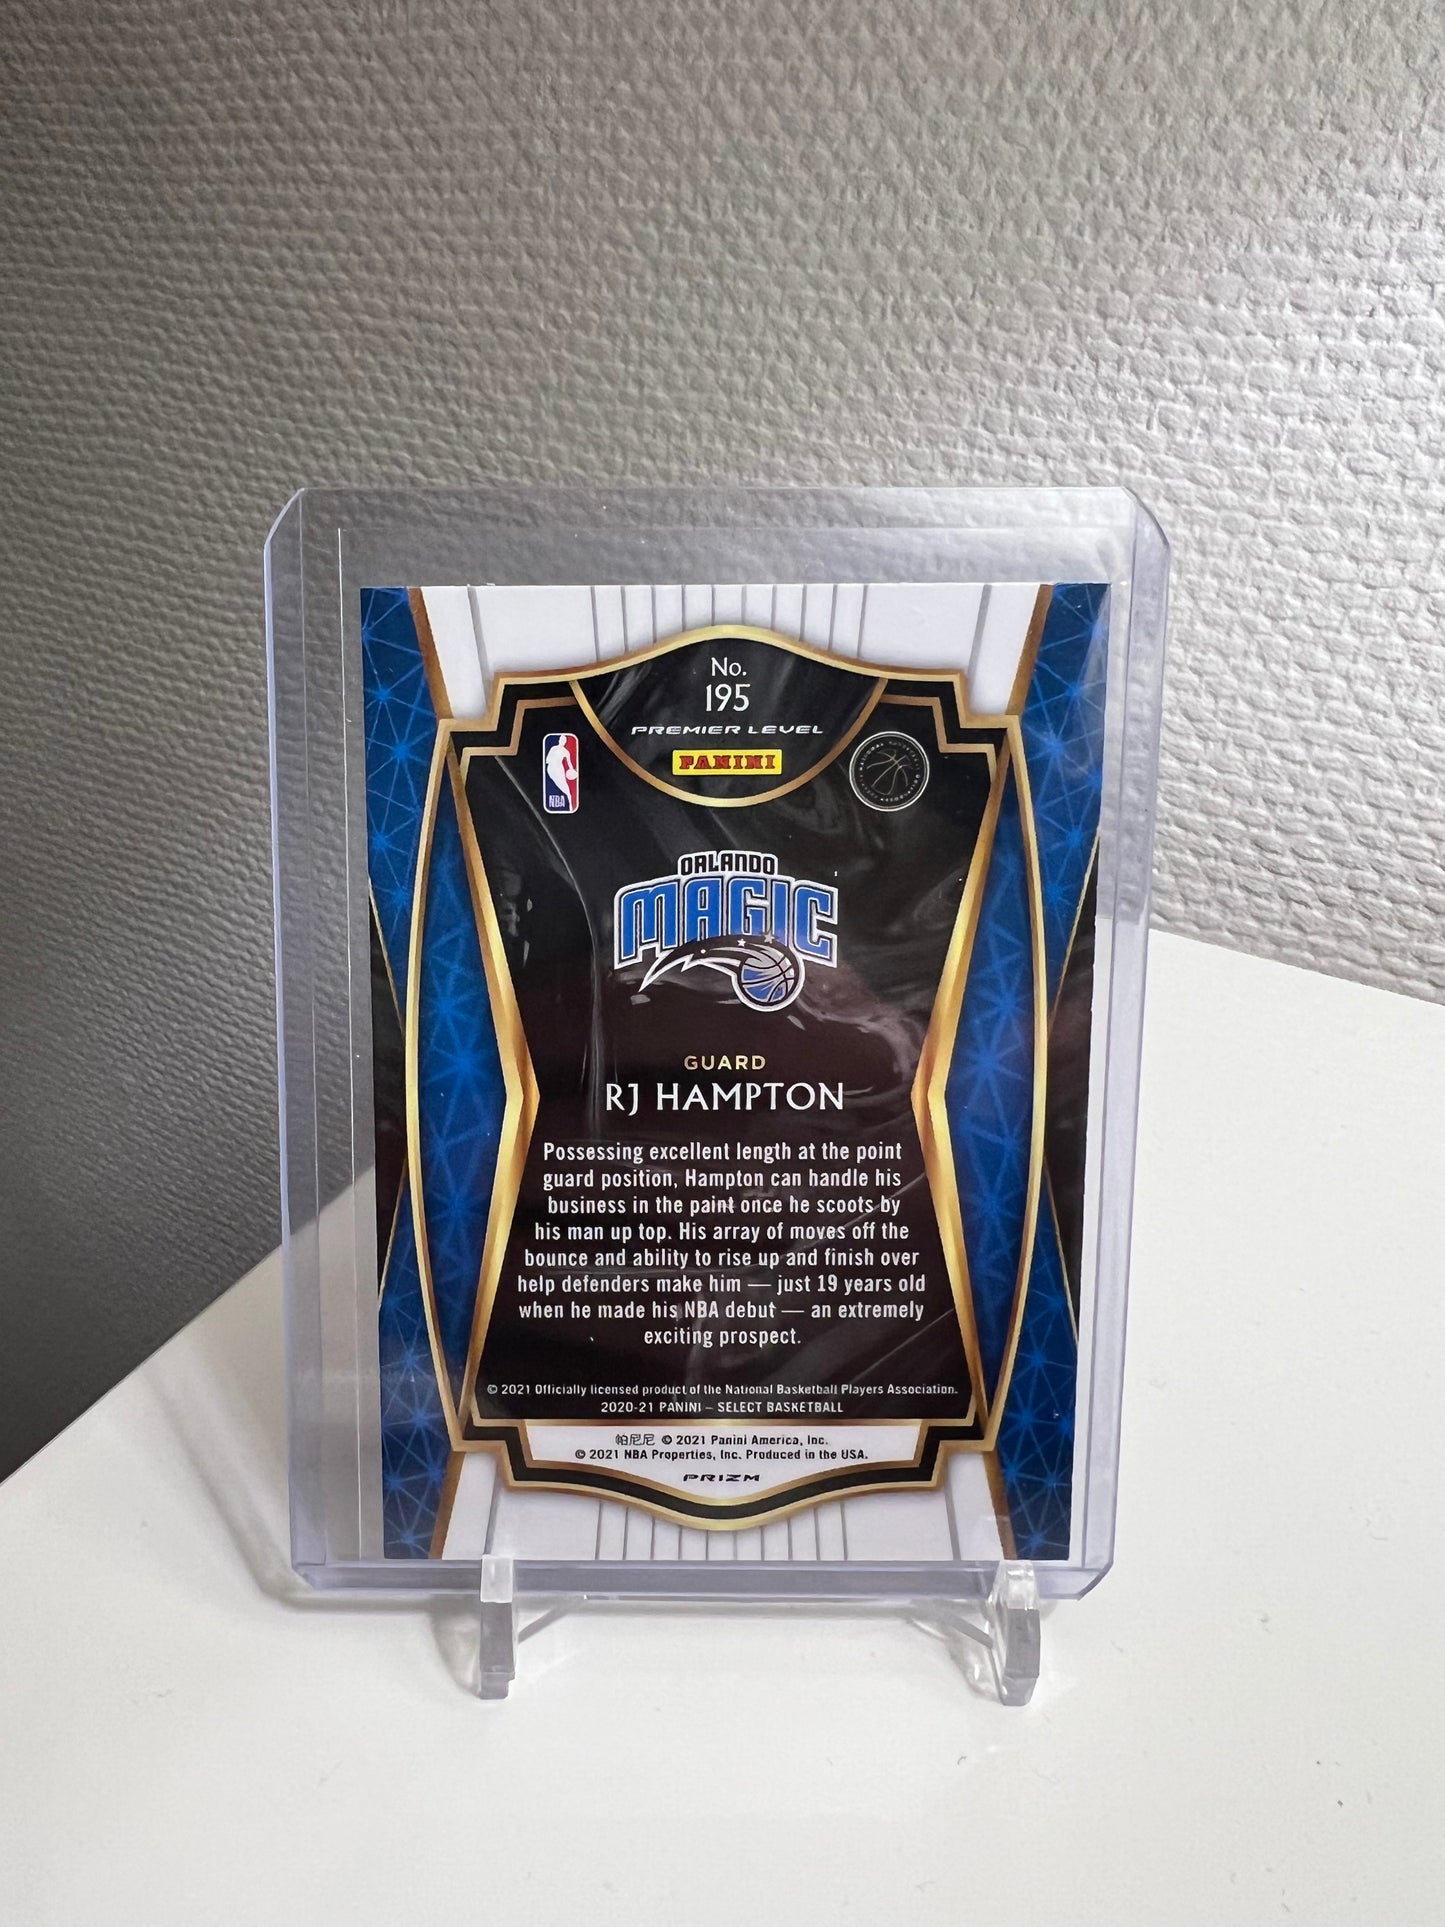 No.
195
PREMIER LEVEL
PANINI
NBA
ORLANDO
MAGIC
GUARD
RJ HAMPTON
Possessing excellent length at the point
guard position, Hampton can handle his
business in the paint once he scoots by
his man up top. His array of moves off the
bounce and ability to rise up and finish over
help defenders make him — just 19 years old
when he made his NBA debut — an extremely
exciting prospect.
© 2021 Officially licensed product of the National Basketball Players Association.
2020-21 PANINI – SELECT BASKETBALL
帕尼尼 © 2021 Panini America, Inc.
© 2021 NBA Properties, Inc. Produced in the USA.
PRIZM